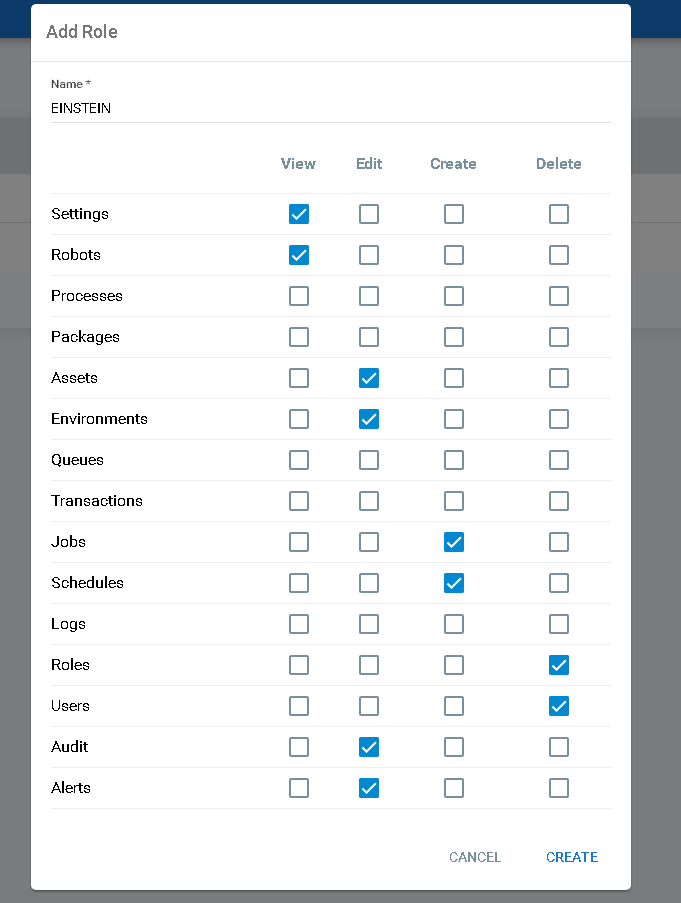 Add Role
Name *
EINSTEIN
View Edit Create Delete
Settings
Robots
Processes
Packages
Assets
Environments
Queues
Transactions
Jobs
Schedules
Logs
Roles
Users
Audit
Alerts
CANCEL CREATE